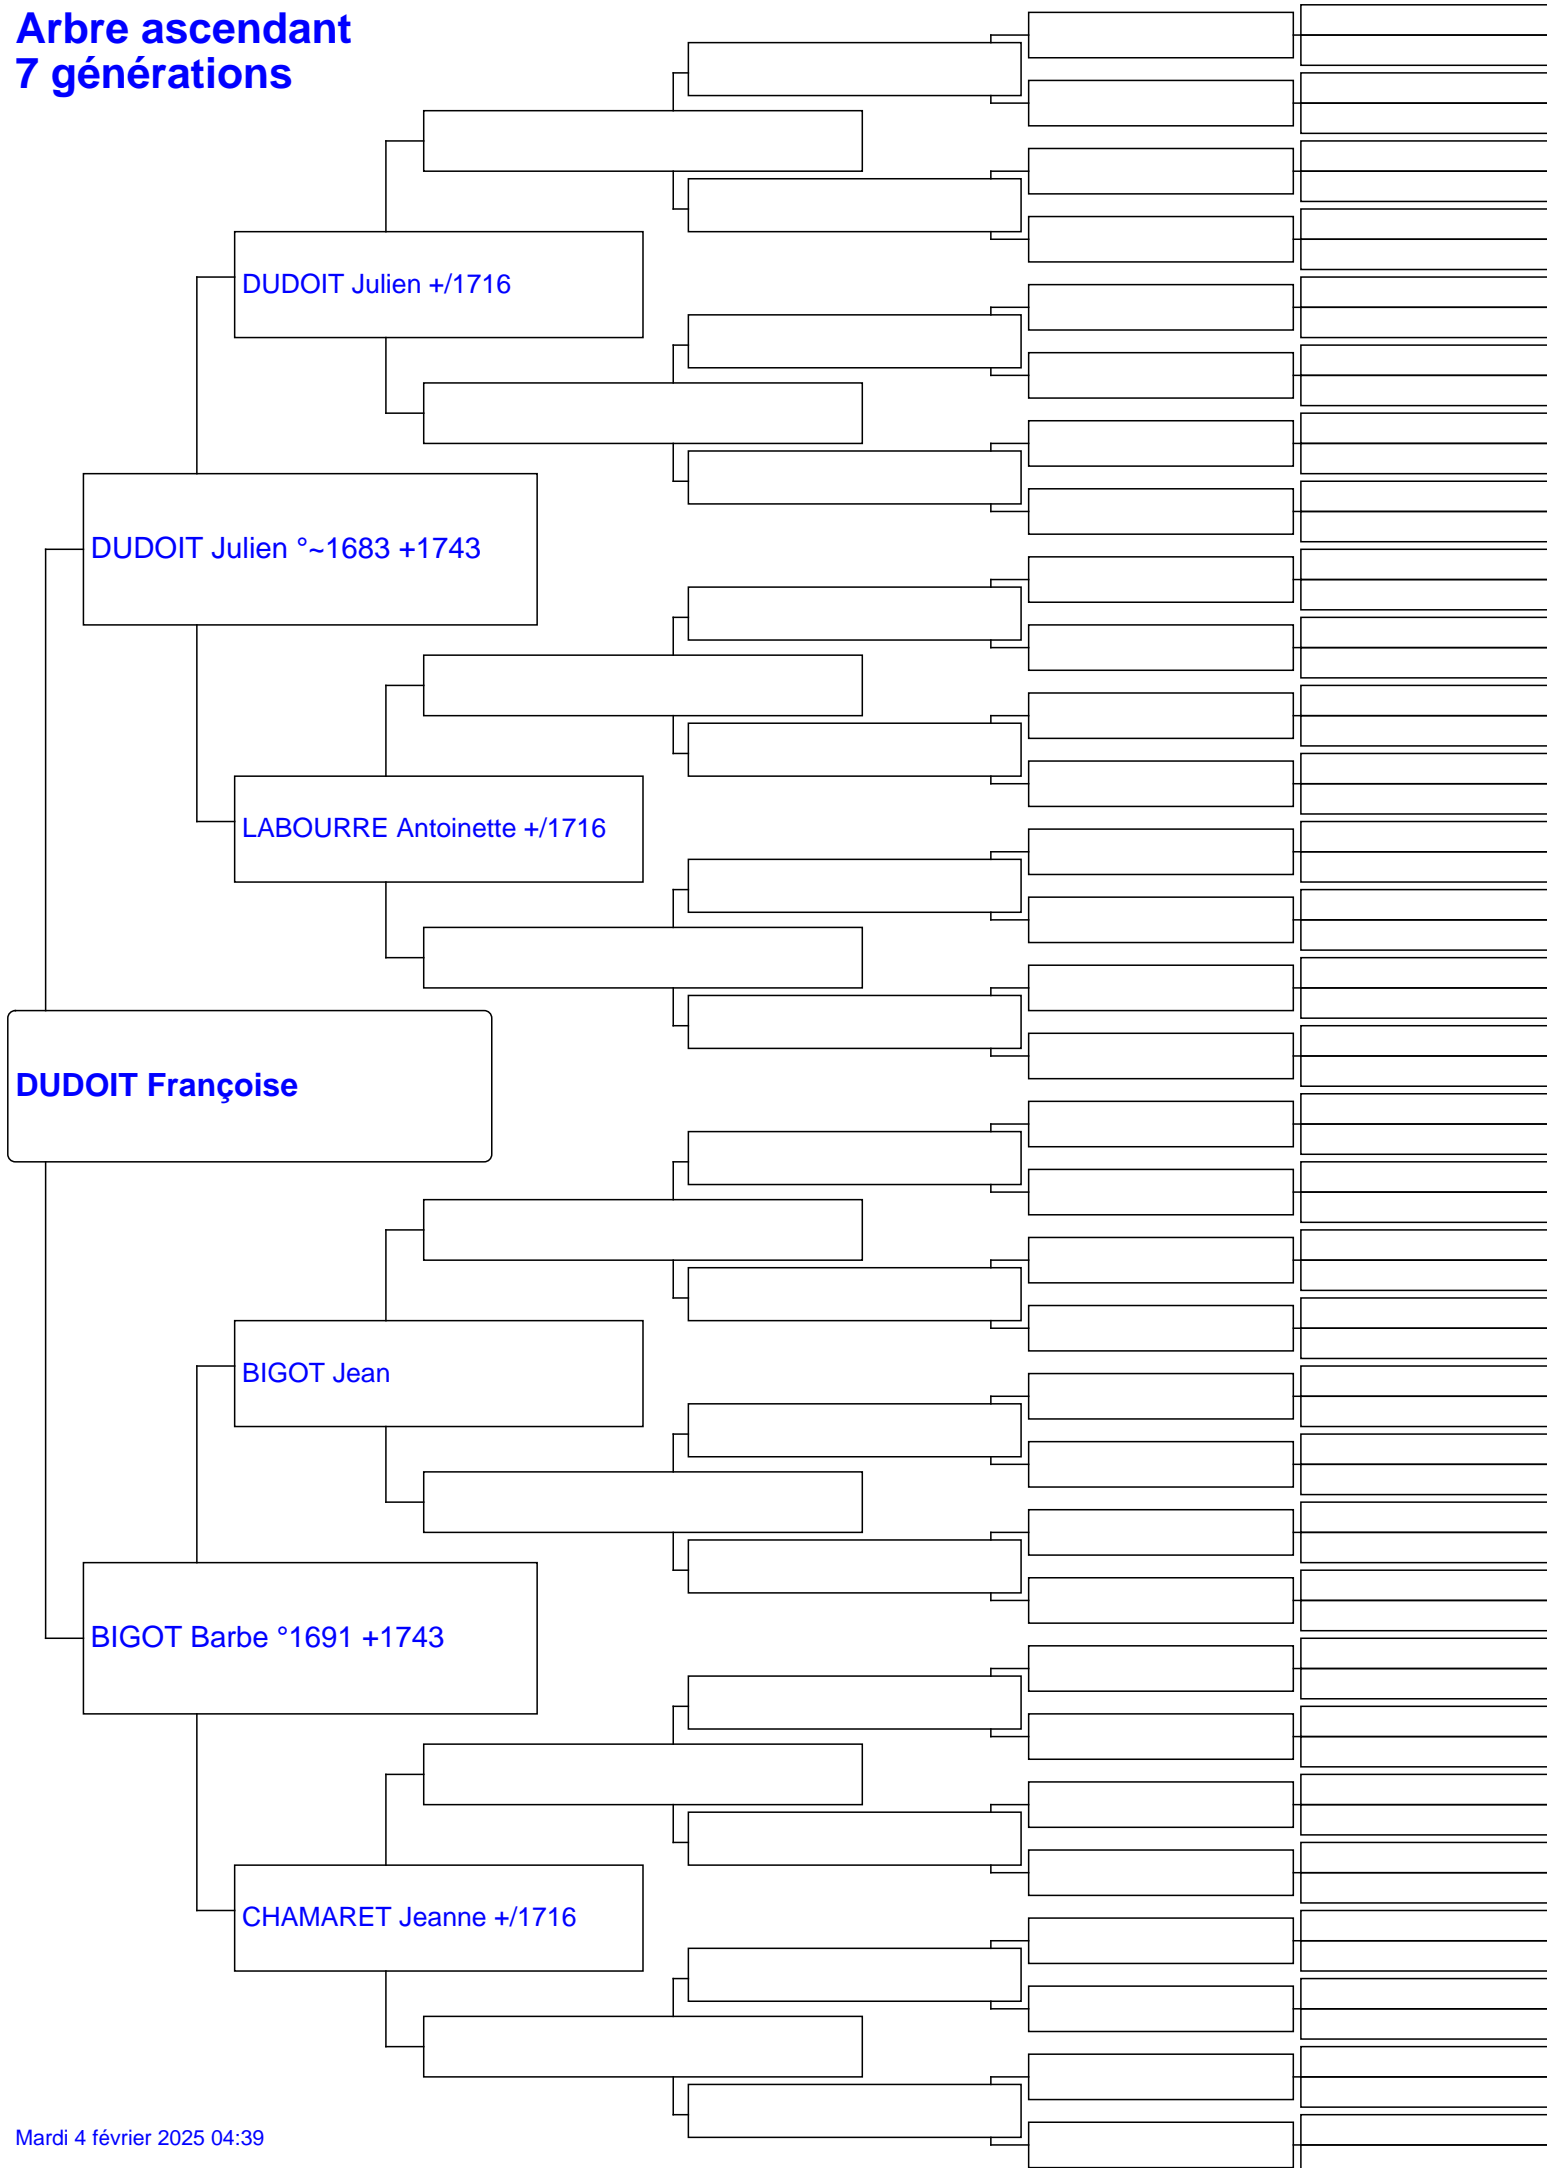 Arbre ascendant
7 générations
DUDOIT Julien +/1716
DUDOIT Julien °~1683 +1743
LABOURRE Antoinette +/1716
DUDOIT Françoise
BIGOT Jean
BIGOT Barbe °1691 +1743
CHAMARET Jeanne +/1716
Mardi 4 février 2025 04:39